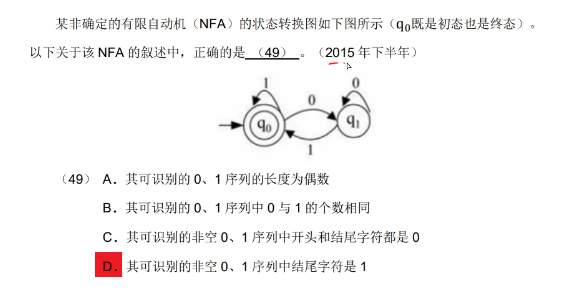 某非确定的有限自动机（NFA）的状态转换图如下图所示（q₀既是初态也是终态）。
以下关于该 NFA 的叙述中，正确的是 （49） 。（2015 年下半年）
1 0 0
q₀ q₁
1
（49） A．其可识别的 0、1 序列的长度为偶数
B．其可识别的 0、1 序列中 0 与 1 的个数相同
C．其可识别的非空 0、1 序列中开头和结尾字符都是 0
D．其可识别的非空 0、1 序列中结尾字符是 1